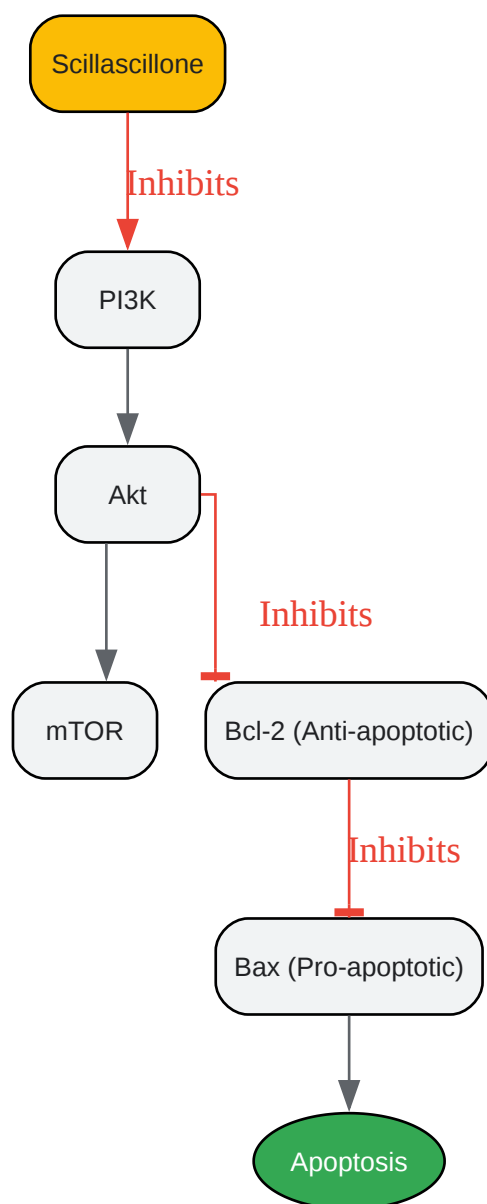 Scillascillone
Inhibits
PI3K
Akt
Inhibits
mTOR
Bcl-2 (Anti-apoptotic)
Inhibits
Bax (Pro-apoptotic)
Apoptosis